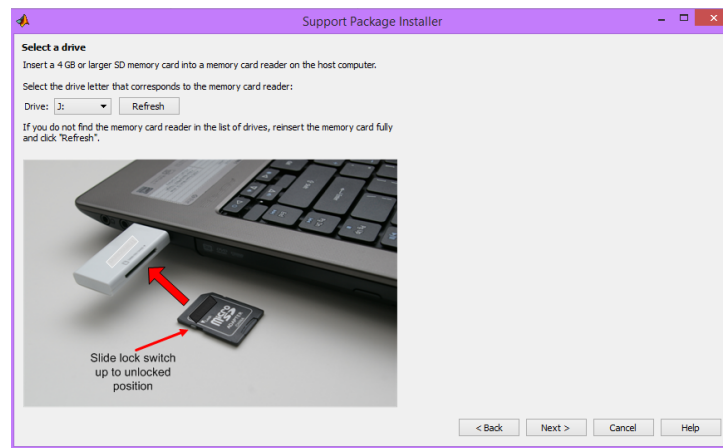 Support Package Installer
Select a drive
Insert a 4 GB or larger SD memory card into a memory card reader on the host computer.
Select the drive letter that corresponds to the memory card reader:
Drive: J: Refresh
If you do not find the memory card reader in the list of drives, reinsert the memory card fully
and click "Refresh".
micro
SD
ADAPTER
Slide lock switch
up to unlocked
position
< Back Next > Cancel Help